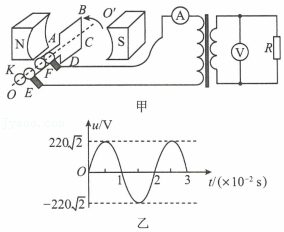 B O'
A
N A C S V R
K F D
O E
甲
u/V
220√2
O 1 2 3 t/(×10⁻² s)
-220√2
乙